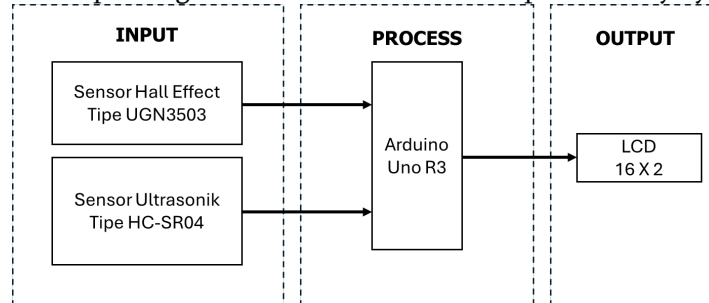 INPUT
Sensor Hall Effect
Tipe UGN3503
Sensor Ultrasonik
Tipe HC-SR04
PROCESS
Arduino
Uno R3
OUTPUT
LCD
16 X 2